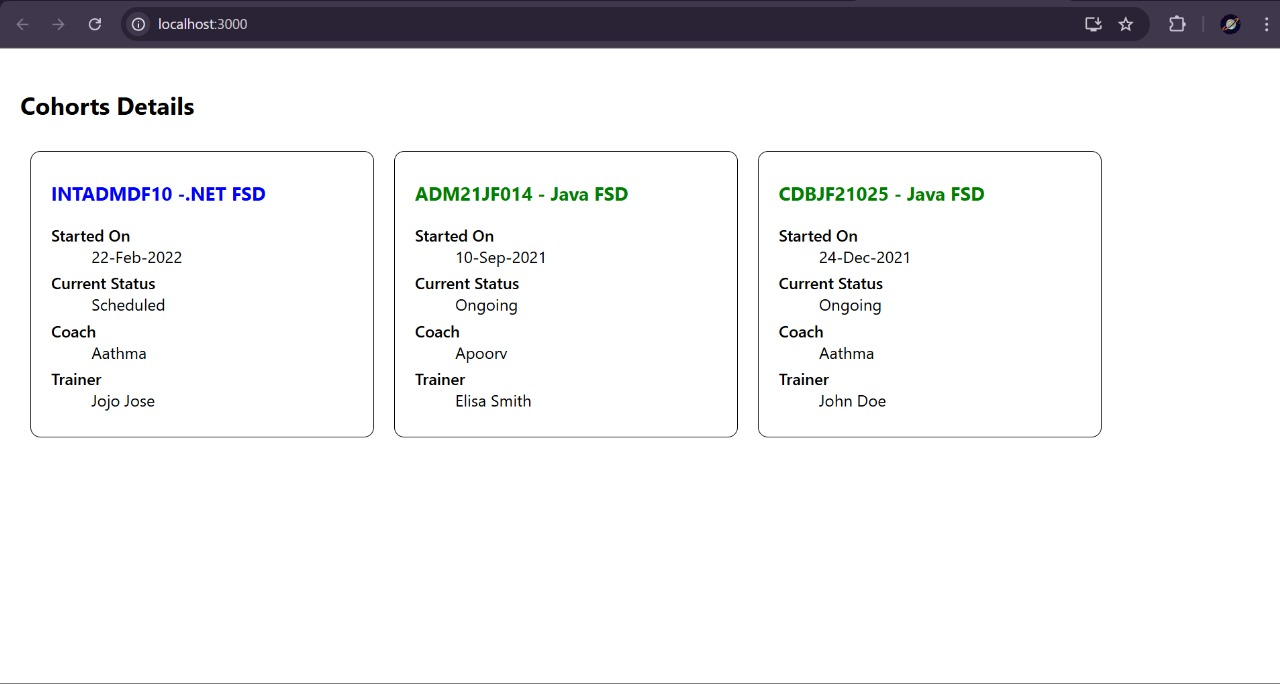 localhost:3000
Cohorts Details
INTADMDF10 -.NET FSD
Started On
22-Feb-2022
Current Status
Scheduled
Coach
Aathma
Trainer
Jojo Jose
ADM21JF014 - Java FSD
Started On
10-Sep-2021
Current Status
Ongoing
Coach
Apoorv
Trainer
Elisa Smith
CDBJF21025 - Java FSD
Started On
24-Dec-2021
Current Status
Ongoing
Coach
Aathma
Trainer
John Doe